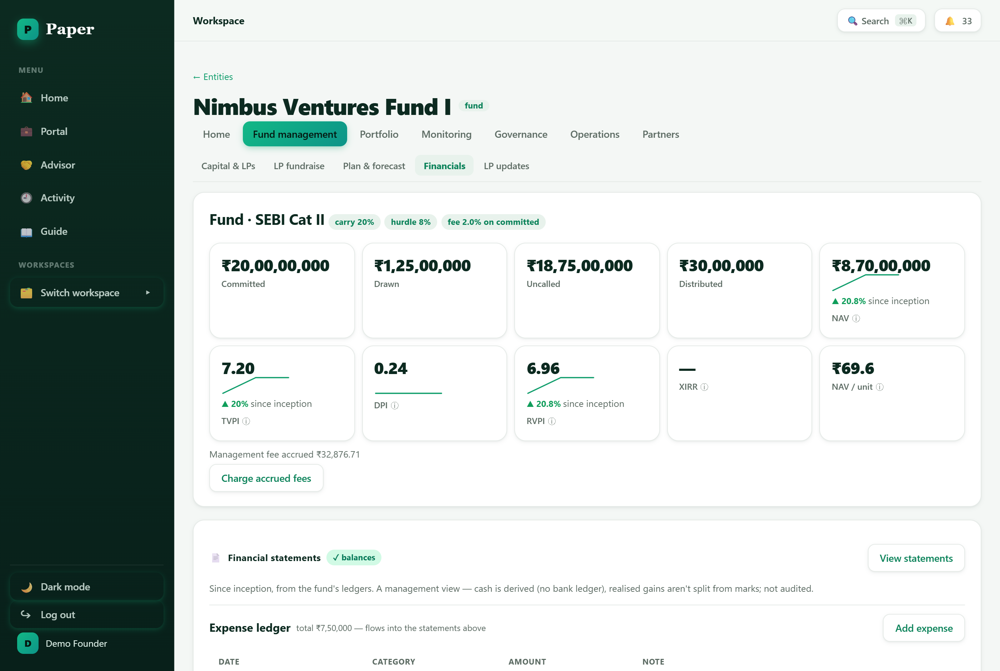 P Paper
MENU
Home
Portal
Advisor
Activity
Guide
WORKSPACES
Switch workspace
Dark mode
Log out
D Demo Founder
Workspace
Search ⌘K
33
← Entities
Nimbus Ventures Fund I fund
Home Fund management Portfolio Monitoring Governance Operations Partners
Capital & LPs LP fundraise Plan & forecast Financials LP updates
Fund · SEBI Cat II carry 20% hurdle 8% fee 2.0% on committed
₹20,00,00,000
Committed
₹1,25,00,000
Drawn
₹18,75,00,000
Uncalled
₹30,00,000
Distributed
₹8,70,00,000
▲ 20.8% since inception
NAV ⓘ
7.20
▲ 20% since inception
TVPI ⓘ
0.24
DPI ⓘ
6.96
▲ 20.8% since inception
RVPI ⓘ
—
XIRR ⓘ
₹69.6
NAV / unit ⓘ
Management fee accrued ₹32,876.71
Charge accrued fees
Financial statements ✓ balances
View statements
Since inception, from the fund's ledgers. A management view — cash is derived (no bank ledger), realised gains aren't split from marks; not audited.
Expense ledger total ₹7,50,000 — flows into the statements above
Add expense
DATE CATEGORY AMOUNT NOTE